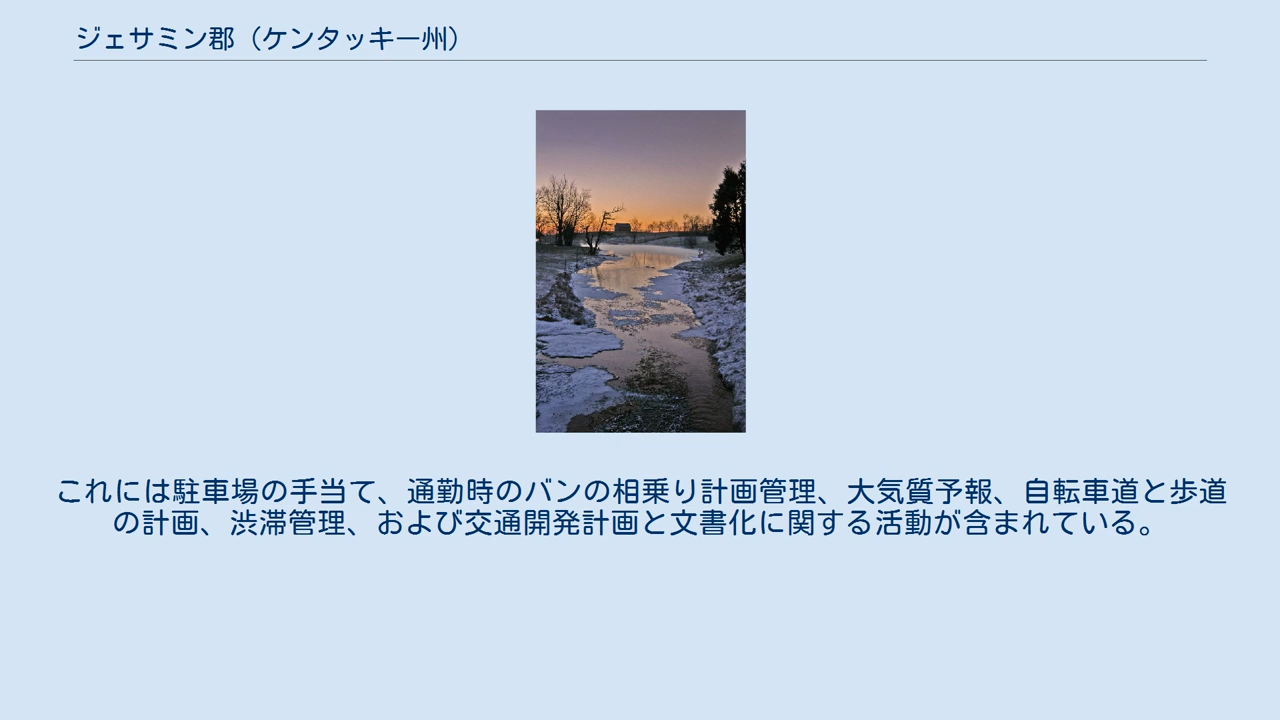 ジェサミン郡（ケンタッキー州）
これには駐車場の手当て、通勤時のバンの相乗り計画管理、大気質予報、自転車道と歩道
の計画、渋滞管理、および交通開発計画と文書化に関する活動が含まれている。